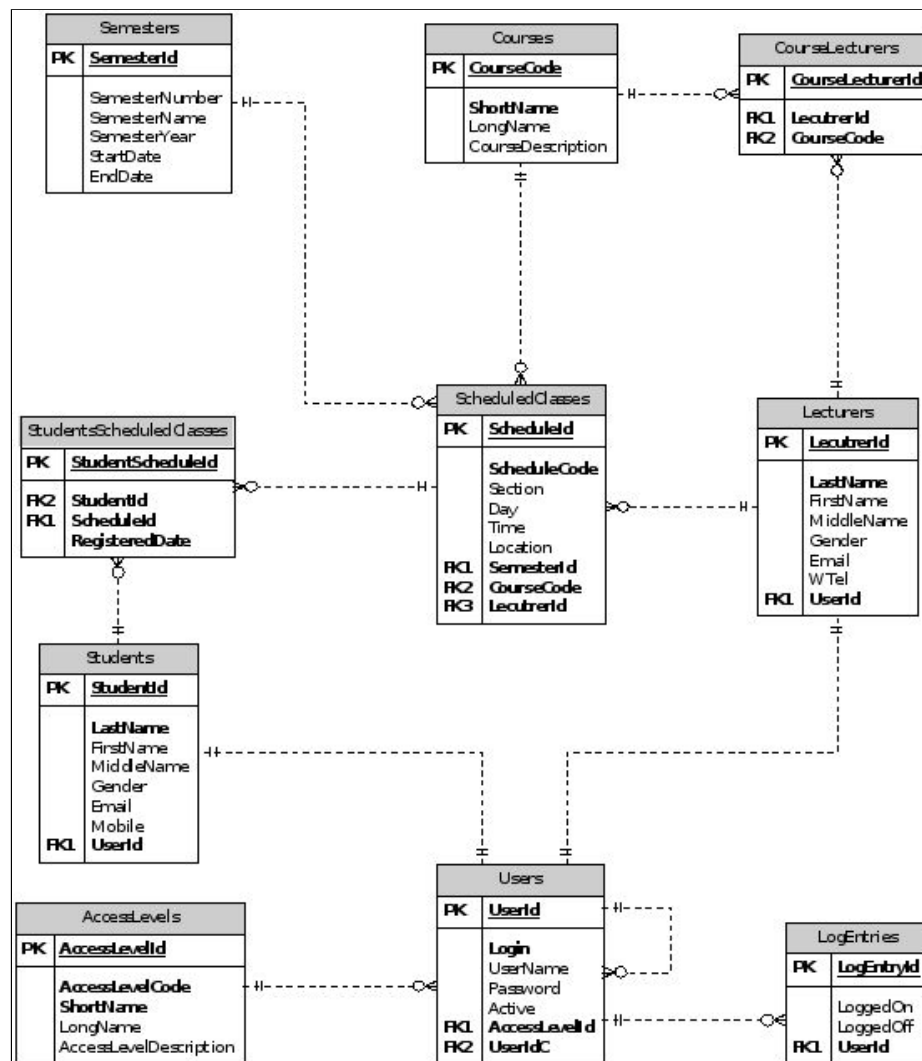 Semesters
PK SemesterId
SemesterNumber
SemesterName
SemesterYear
StartDate
EndDate
Courses
PK CourseCode
ShortName
LongName
CourseDescription
CourseLecturers
PK CourseLecturerId
FK1 LecutrerId
FK2 CourseCode
StudentsScheduledClasses
PK StudentScheduleId
FK2 StudentId
FK1 ScheduleId
RegisteredDate
ScheduledClasses
PK ScheduleId
ScheduleCode
Section
Day
Time
Location
FK1 SemesterId
FK2 CourseCode
FK3 LecutrerId
Lecturers
PK LecutrerId
LastName
FirstName
MiddleName
Gender
Email
WTel
FK1 UserId
Students
PK StudentId
LastName
FirstName
MiddleName
Gender
Email
Mobile
FK1 UserId
AccessLevels
PK AccessLevelId
AccessLevelCode
ShortName
LongName
AccessLevelDescription
Users
PK UserId
Login
UserName
Password
Active
FK1 AccessLevelId
FK2 UserIdC
LogEntries
PK LogEntryId
LoggedOn
LoggedOff
FK1 UserId